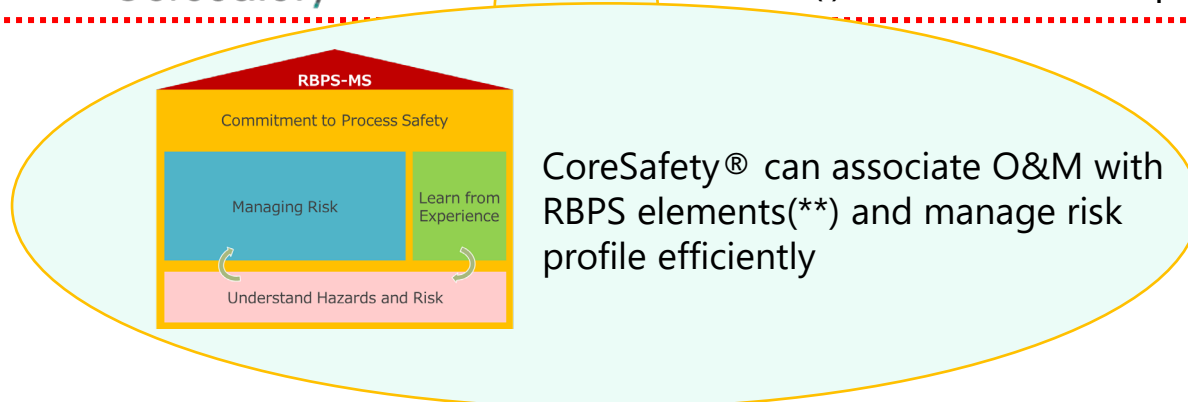 ()
RBPS-MS
Commitment to Process Safety
Managing Risk
Learn from
Experience
Understand Hazards and Risk
CoreSafety® can associate O&M with
RBPS elements(**) and manage risk
profile efficiently